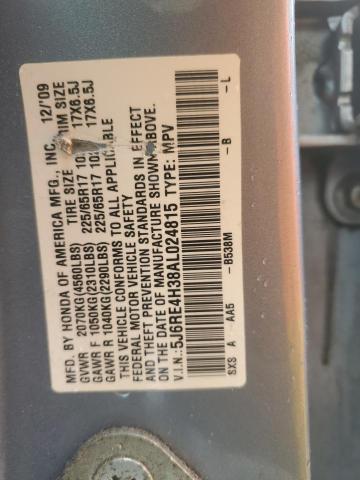 MFD. BY HONDA OF AMERICA MFG., INC. 12/'09
TIRE SIZE RIM SIZE
GVWR 2070KG(4560LBS) 225/65R17 17X6.5J
GAWR F 1050KG(2310LBS) 225/65R17 17X6.5J
GAWR R 1040KG(2290LBS)
THIS VEHICLE CONFORMS TO ALL APPLICABLE
FEDERAL MOTOR VEHICLE SAFETY
AND THEFT PREVENTION STANDARDS IN EFFECT
ON THE DATE OF MANUFACTURE SHOWN ABOVE.
V.I.N.: 5J6RE4H38AL024815 TYPE: MPV
SXS A AA5 -B538M -B -L